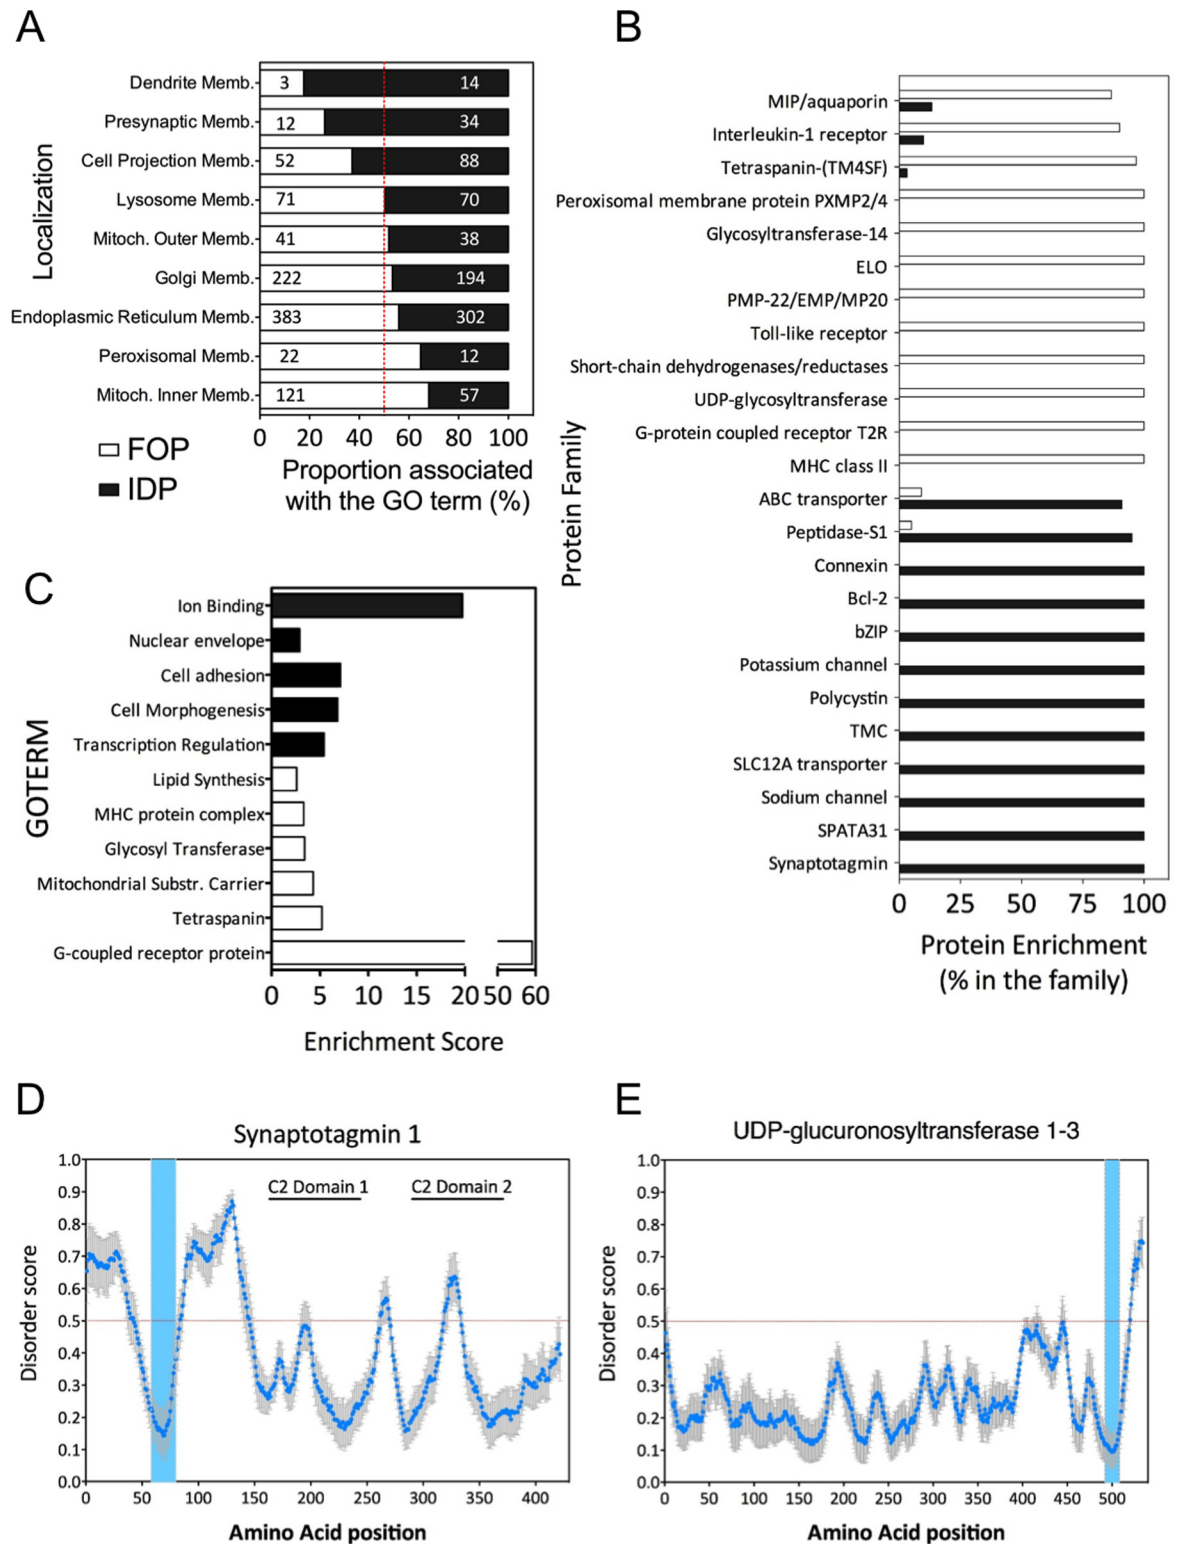 A
Dendrite Memb. 3 14
Presynaptic Memb. 12 34
Cell Projection Memb. 52 88
Lysosome Memb. 71 70
Mitoch. Outer Memb. 41 38
Golgi Memb. 222 194
Endoplasmic Reticulum Memb. 383 302
Peroxisomal Memb. 22 12
Mitoch. Inner Memb. 121 57
Localization
0 20 40 60 80 100
FOP
IDP
Proportion associated
with the GO term (%)
B
MIP/aquaporin
Interleukin-1 receptor
Tetraspanin-(TM4SF)
Peroxisomal membrane protein PXMP2/4
Glycosyltransferase-14
ELO
PMP-22/EMP/MP20
Toll-like receptor
Short-chain dehydrogenases/reductases
UDP-glycosyltransferase
G-protein coupled receptor T2R
MHC class II
ABC transporter
Peptidase-S1
Connexin
Bcl-2
bZIP
Potassium channel
Polycystin
TMC
SLC12A transporter
Sodium channel
SPATA31
Synaptotagmin
Protein Family
0 25 50 75 100
Protein Enrichment
(% in the family)
C
Ion Binding
Nuclear envelope
Cell adhesion
Cell Morphogenesis
Transcription Regulation
Lipid Synthesis
MHC protein complex
Glycosyl Transferase
Mitochondrial Substr. Carrier
Tetraspanin
G-coupled receptor protein
GOTERM
0 5 10 15 20 50 60
Enrichment Score
D
Synaptotagmin 1
C2 Domain 1 C2 Domain 2
1.0
0.9
0.8
0.7
0.6
0.5
0.4
0.3
0.2
0.1
0.0
Disorder score
0 50 100 150 200 250 300 350 400
Amino Acid position
E
UDP-glucuronosyltransferase 1-3
1.0
0.9
0.8
0.7
0.6
0.5
0.4
0.3
0.2
0.1
0.0
Disorder score
0 50 100 150 200 250 300 350 400 450 500
Amino Acid position